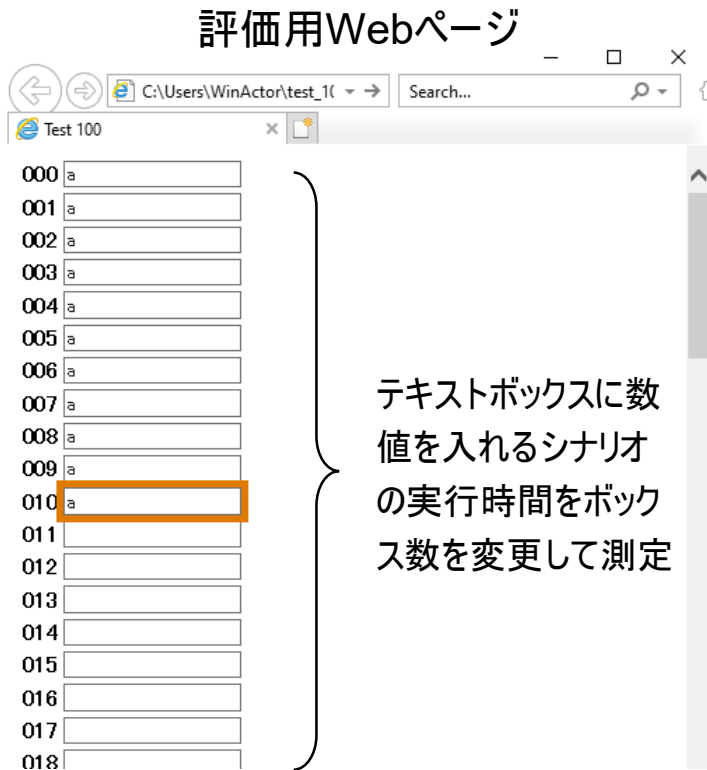 評価用Webページ
C:\Users\WinActor\test_1(
Search...
Test 100
000 a
001 a
002 a
003 a
004 a
005 a
006 a
007 a
008 a
009 a
010 a
011
012
013
014
015
016
017
018
テキストボックスに数
値を入れるシナリオ
の実行時間をボック
ス数を変更して測定